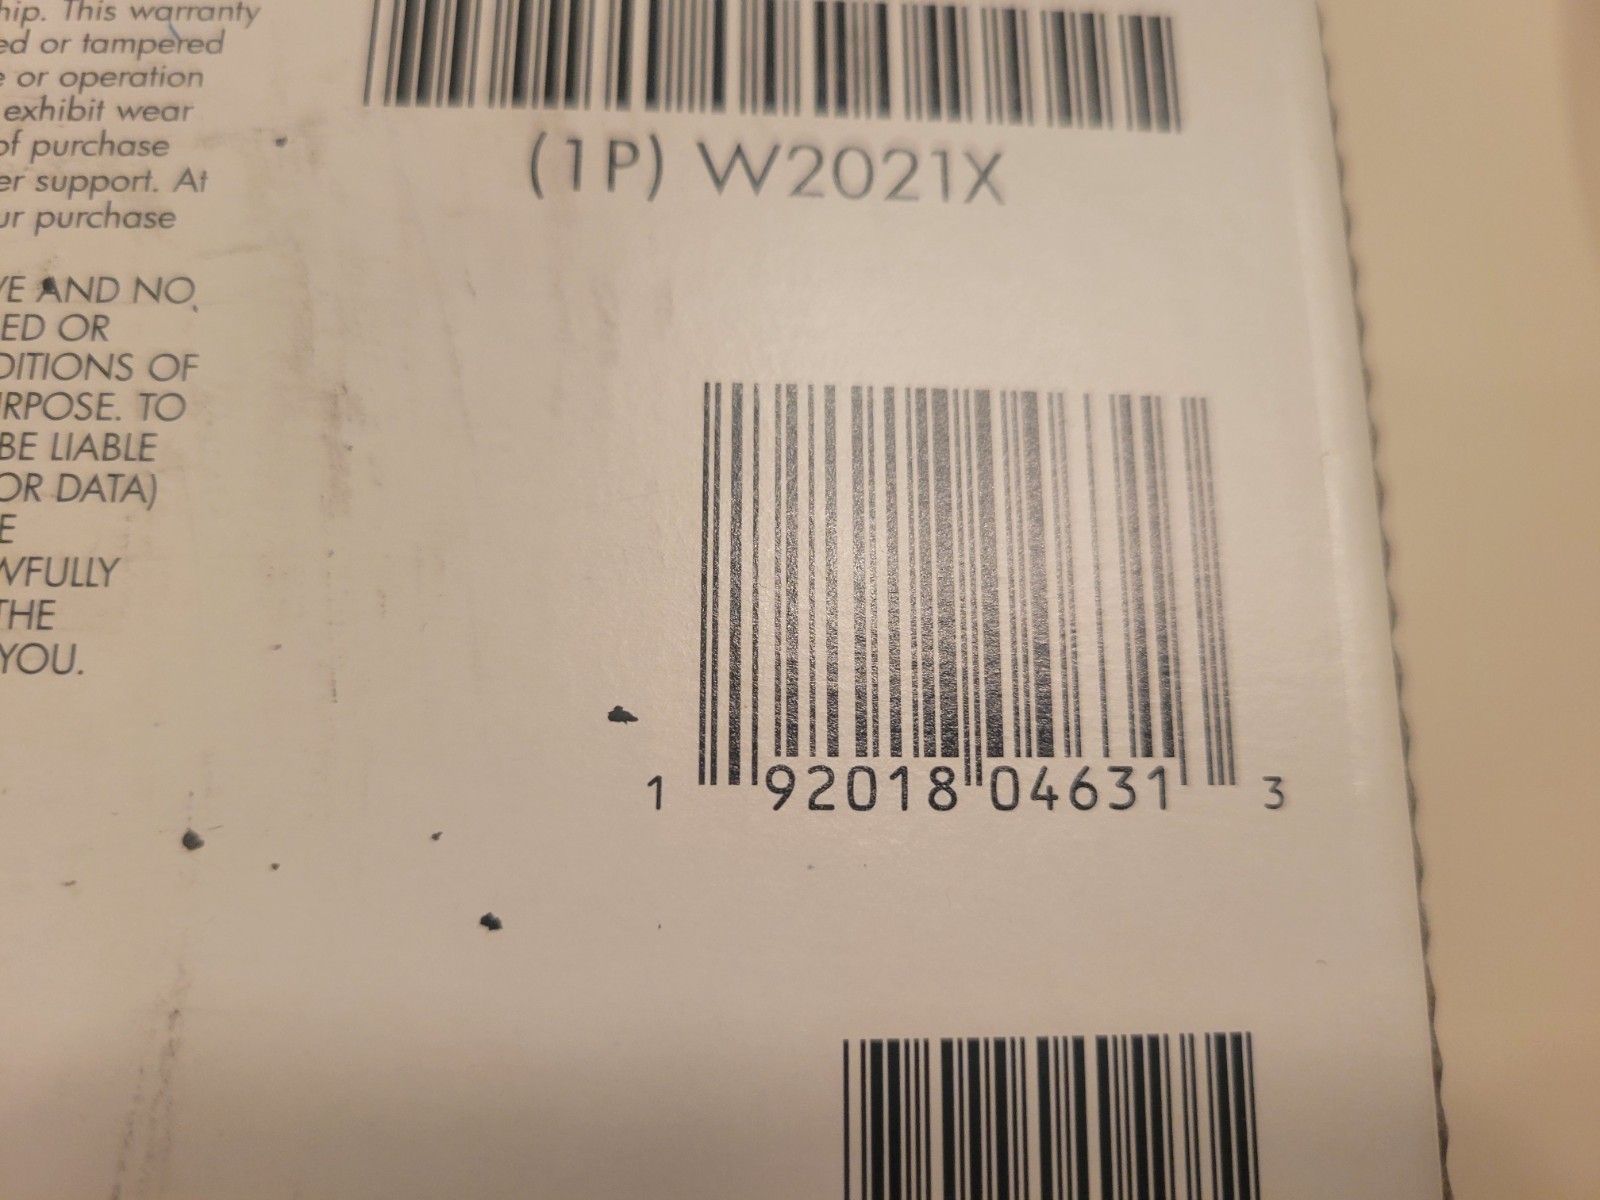 hip. This warranty
ed or tampered
e or operation
exhibit wear
of purchase
er support. At
ur purchase
VE AND NO,
ED OR
DITIONS OF
RPOSE. TO
BE LIABLE
OR DATA)
E
WFULLY
THE
YOU.
(1P) W2021X
1 92018 04631 3